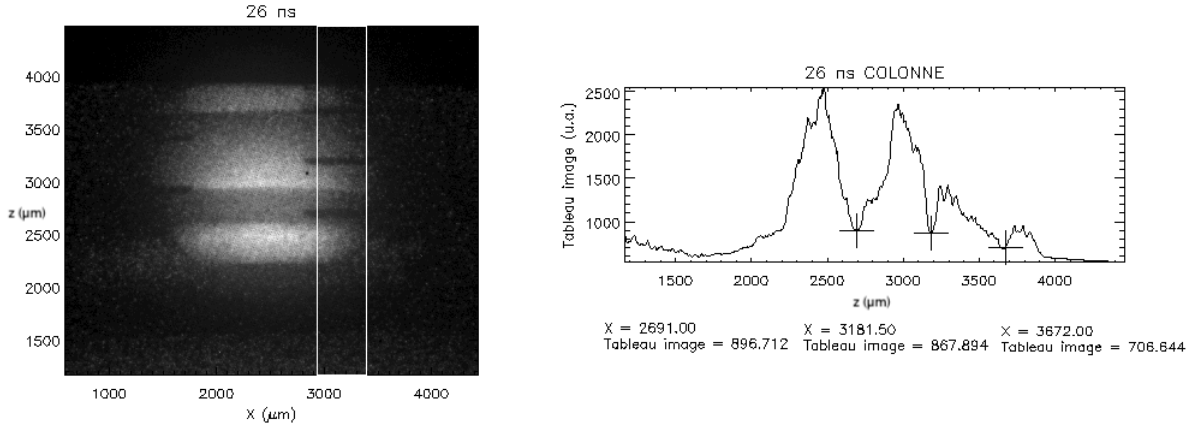 26 ns
4000
3500
3000
2500
2000
1500
z (µm)
1000 2000 3000 4000
X (µm)
26 ns COLONNE
2500
2000
1500
1000
Tableau image (u.a.)
1500 2000 2500 3000 3500 4000
z (µm)
X = 2691.00 X = 3181.50 X = 3672.00
Tableau image = 896.712 Tableau image = 867.894 Tableau image = 706.644